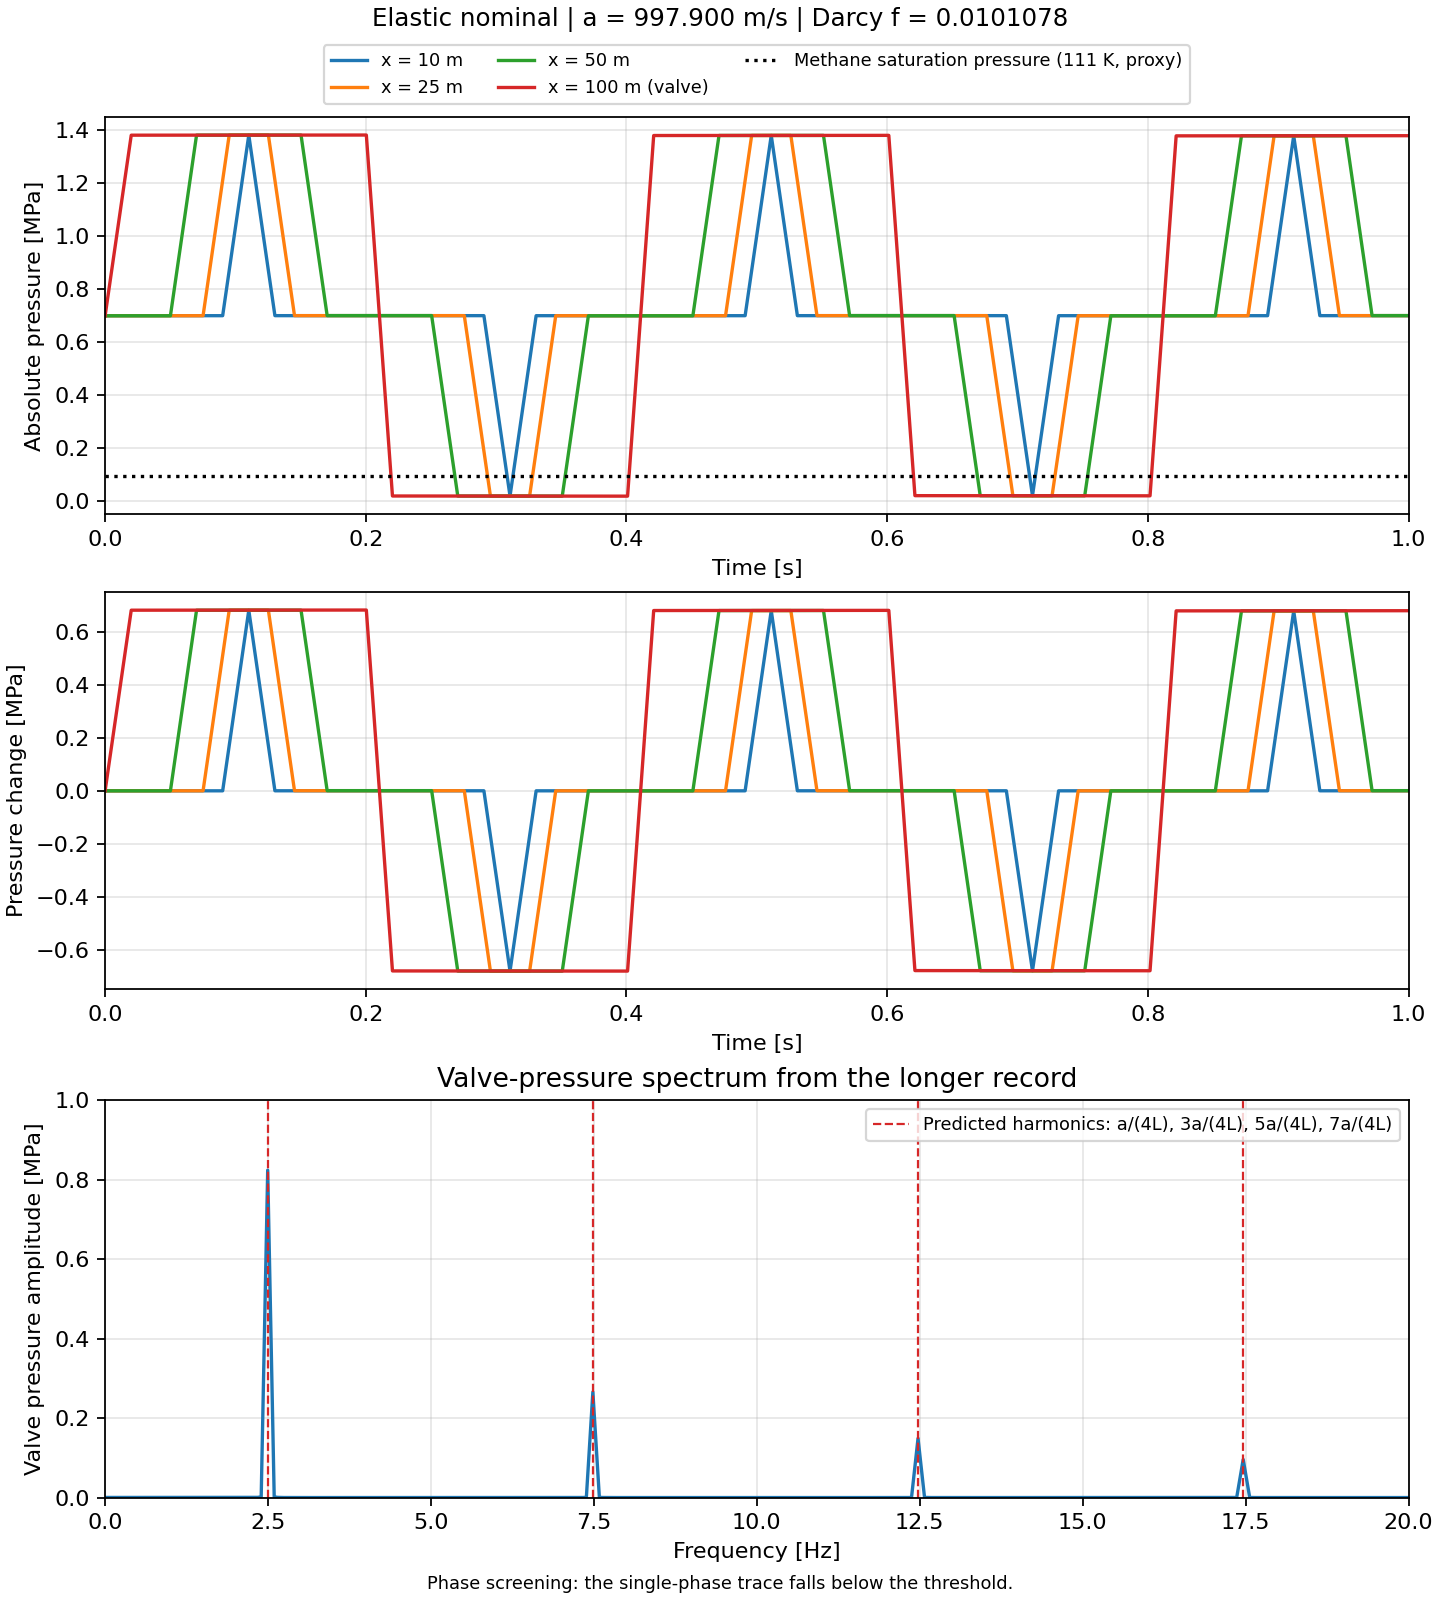 Elastic nominal | a = 997.900 m/s | Darcy f = 0.0101078
x = 10 m
x = 25 m
x = 50 m
x = 100 m (valve)
Methane saturation pressure (111 K, proxy)
Absolute pressure [MPa]
1.4
1.2
1.0
0.8
0.6
0.4
0.2
0.0
0.0 0.2 0.4 0.6 0.8 1.0
Time [s]
Pressure change [MPa]
0.6
0.4
0.2
0.0
−0.2
−0.4
−0.6
0.0 0.2 0.4 0.6 0.8 1.0
Time [s]
Valve-pressure spectrum from the longer record
Valve pressure amplitude [MPa]
1.0
0.8
0.6
0.4
0.2
0.0
Predicted harmonics: a/(4L), 3a/(4L), 5a/(4L), 7a/(4L)
0.0 2.5 5.0 7.5 10.0 12.5 15.0 17.5 20.0
Frequency [Hz]
Phase screening: the single-phase trace falls below the threshold.